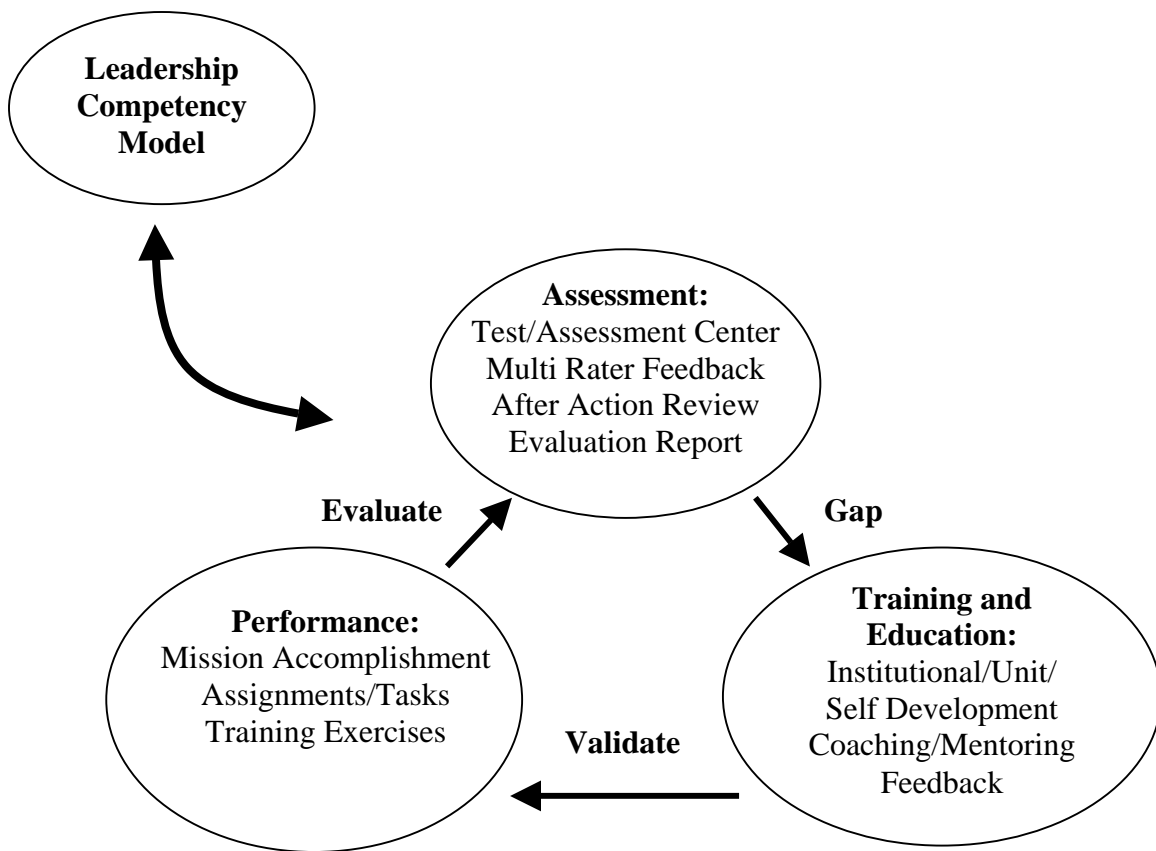 Leadership
Competency
Model
Assessment:
Test/Assessment Center
Multi Rater Feedback
After Action Review
Evaluation Report
Evaluate
Gap
Performance:
Mission Accomplishment
Assignments/Tasks
Training Exercises
Training and
Education:
Institutional/Unit/
Self Development
Coaching/Mentoring
Feedback
Validate